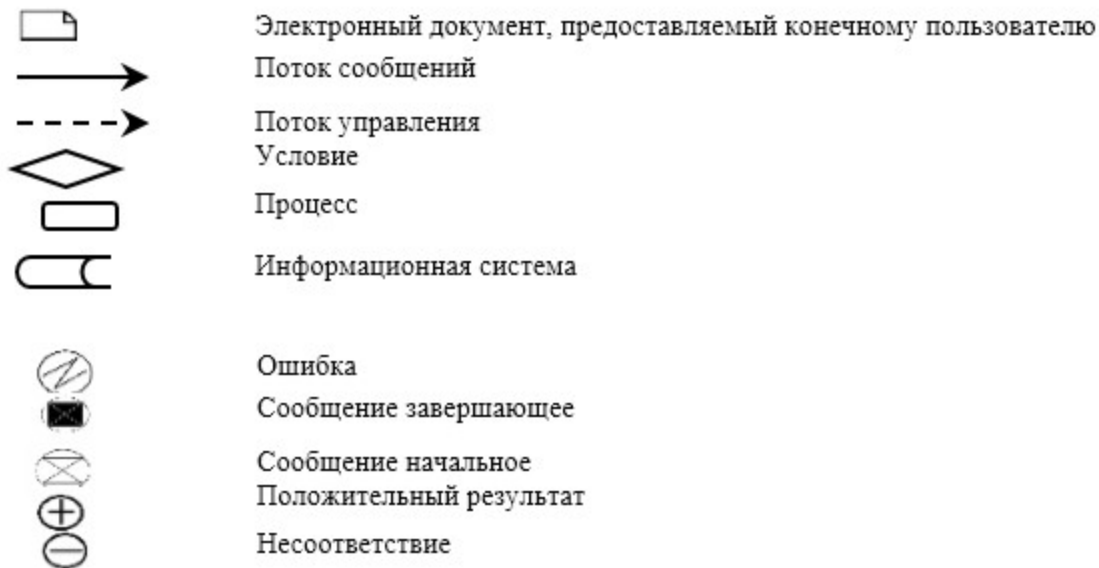 Электронный документ, предоставляемый конечному пользователю
Поток сообщений
Поток управления
Условие
Процесс
Информационная система
Ошибка
Сообщение завершающее
Сообщение начальное
Положительный результат
Несоответствие